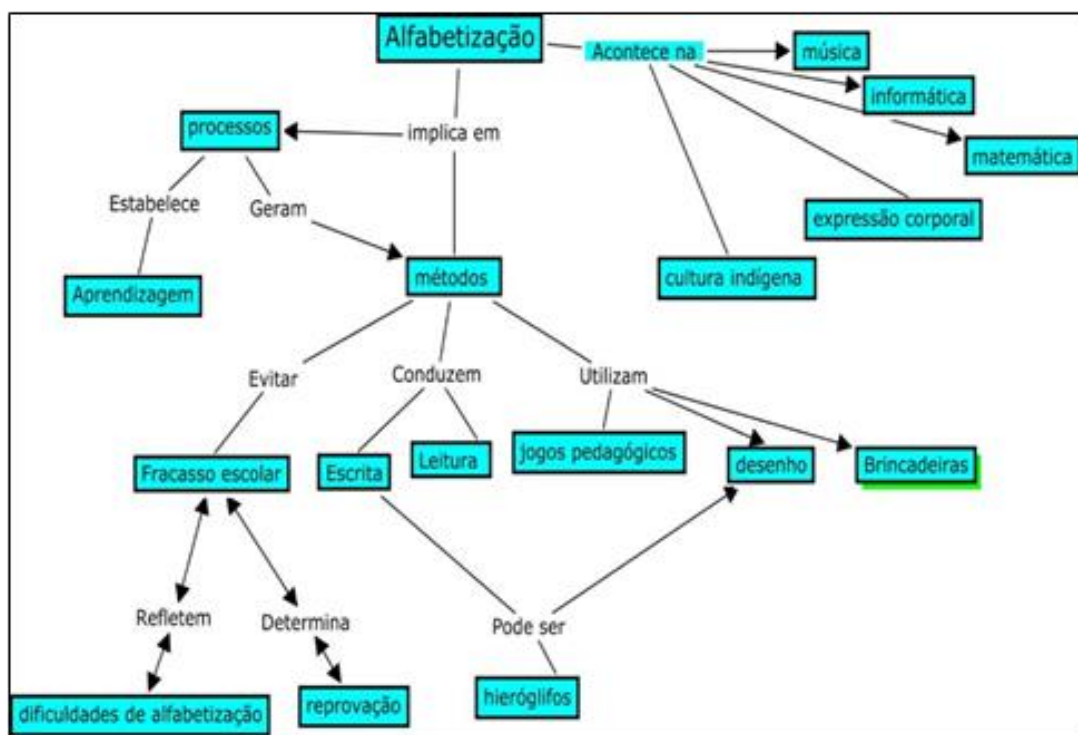 Alfabetização
Acontece na
música
informática
matemática
expressão corporal
cultura indígena
processos
implica em
Estabelece
Geram
Aprendizagem
métodos
Evitar
Conduzem
Utilizam
Fracasso escolar
Escrita
Leitura
jogos pedagógicos
desenho
Brincadeiras
Refletem
Determina
Pode ser
dificuldades de alfabetização
reprovação
hieróglifos